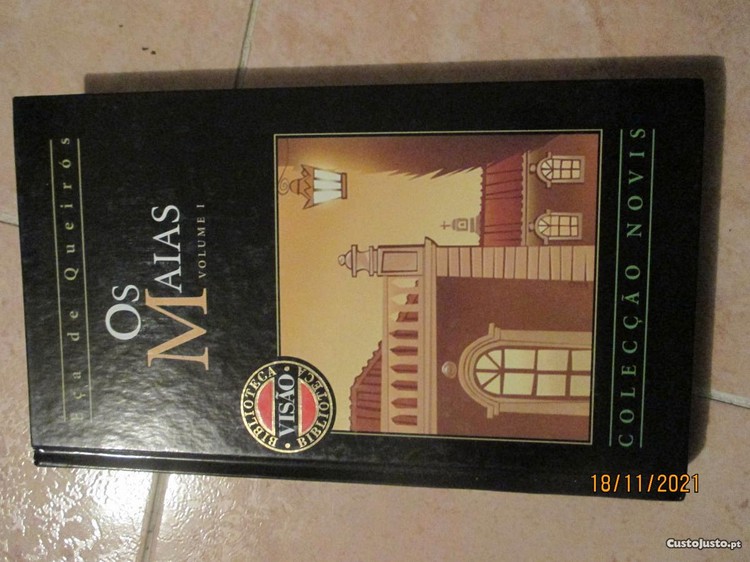 Eça de Queirós
OS
MAIAS
VOLUME I
BIBLIOTECA
VISÃO
BIBLIOTECA
COLECÇÃO NOVIS
18/11/2021
CustoJusto.pt